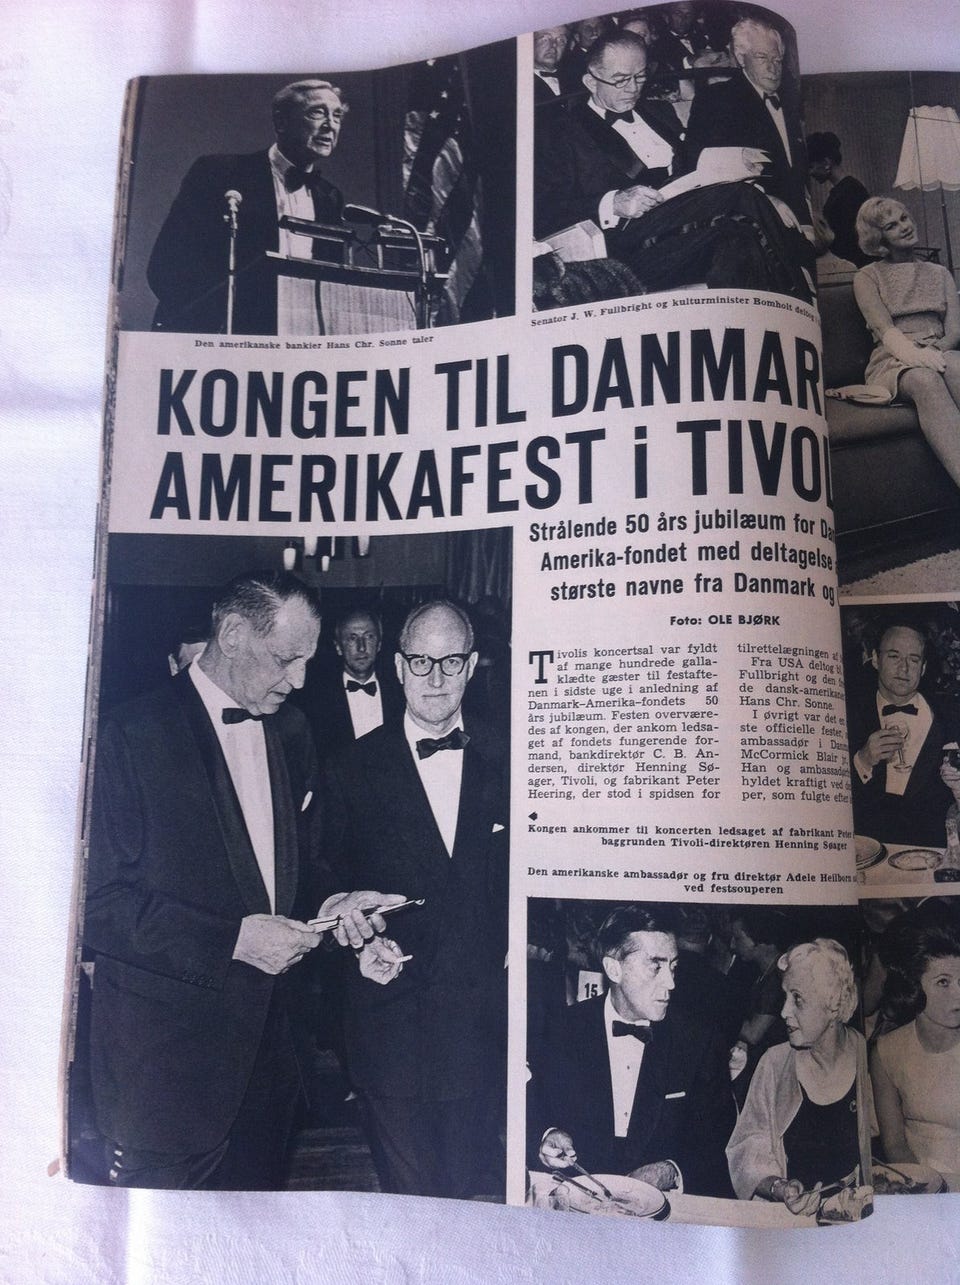 Den amerikanske bankier Hans Chr. Sonne taler
Senator J. W. Fullbright og kulturminister Bomholt deltog
KONGEN TIL DANMAR
AMERIKAFEST i TIVOL
Strålende 50 års jubilæum for
Amerika-fondet med deltagelse
største navne fra Danmark og
Foto: OLE BJØRK
Tivolis koncertsal var fyldt
af mange hundrede galla-
klædte gæster til festafte-
nen i sidste uge i anledning af
Danmark-Amerika-fondets 50
års jubilæum. Festen overvære-
des af kongen, der ankom ledsa-
get af fondets fungerende for-
mand, bankdirektør C. B. An-
dersen, direktør Henning Sø-
ager, Tivoli, og fabrikant Peter
Heering, der stod i spidsen for
tilrettelægningen
Fra USA deltog
Fullbright og den
de dansk-amerikan
Hans Chr. Sonne.
I øvrigt var det
ste officielle fester,
ambassadør i
McCormick Blair
Han og ambassadø
hyldet kraftigt ved
per, som fulgte efter
Kongen ankommer til koncerten ledsaget af fabrikant Peter
baggrunden Tivoli-direktøren Henning Søager
Den amerikanske ambassadør og fru direktør Adele Heilborn
ved festsouperen
15